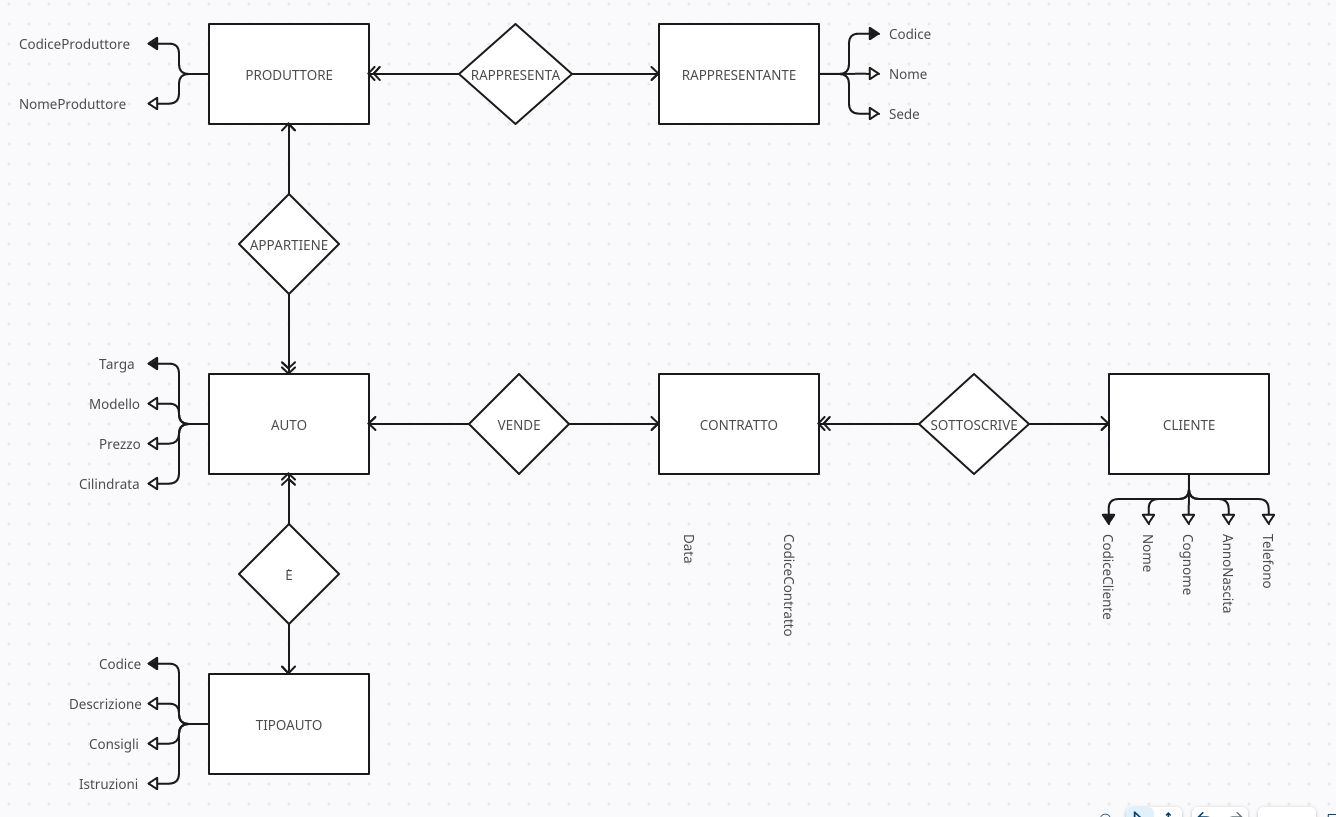 CodiceProduttore
NomeProduttore
PRODUTTORE
RAPPRESENTA
RAPPRESENTANTE
Codice
Nome
Sede
APPARTIENE
Targa
Modello
Prezzo
Cilindrata
AUTO
VENDE
CONTRATTO
SOTTOSCRIVE
CLIENTE
Data
CodiceContratto
CodiceCliente
Nome
Cognome
AnnoNascita
Telefono
È
Codice
Descrizione
Consigli
Istruzioni
TIPOAUTO